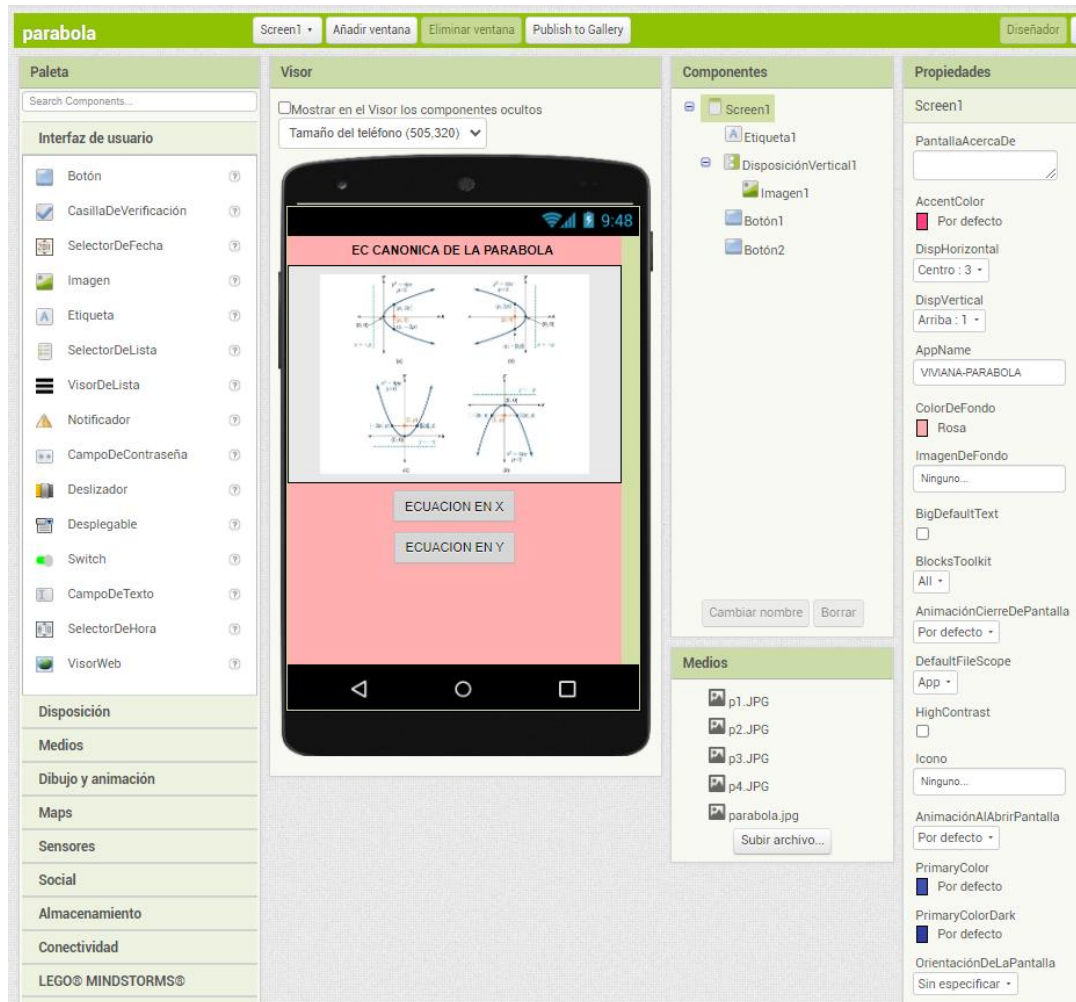 parabola
Screen1
Añadir ventana
Eliminar ventana
Publish to Gallery
Diseñador
Paleta
Search Components...
Interfaz de usuario
Botón
CasillaDeVerificación
SelectorDeFecha
Imagen
Etiqueta
SelectorDeLista
VisorDeLista
Notificador
CampoDeContraseña
Deslizador
Desplegable
Switch
CampoDeTexto
SelectorDeHora
VisorWeb
Disposición
Medios
Dibujo y animación
Maps
Sensores
Social
Almacenamiento
Conectividad
LEGO® MINDSTORMS®
Visor
Mostrar en el Visor los componentes ocultos
Tamaño del teléfono (505,320)
9:48
EC CANONICA DE LA PARABOLA
ECUACION EN X
ECUACION EN Y
Componentes
Screen1
Etiqueta1
DisposiciónVertical1
Imagen1
Botón1
Botón2
Cambiar nombre
Borrar
Medios
p1.JPG
p2.JPG
p3.JPG
p4.JPG
parabola.jpg
Subir archivo...
Propiedades
Screen1
PantallaAcercaDe
AccentColor
Por defecto
DispHorizontal
Centro : 3
DispVertical
Arriba : 1
AppName
VIVIANA-PARABOLA
ColorDeFondo
Rosa
ImagenDeFondo
Ninguno...
BigDefaultText
BlocksToolkit
All
AnimaciónCierreDePantalla
Por defecto
DefaultFileScope
App
HighContrast
Icono
Ninguno...
AnimaciónAlAbrirPantalla
Por defecto
PrimaryColor
Por defecto
PrimaryColorDark
Por defecto
OrientaciónDeLaPantalla
Sin especificar